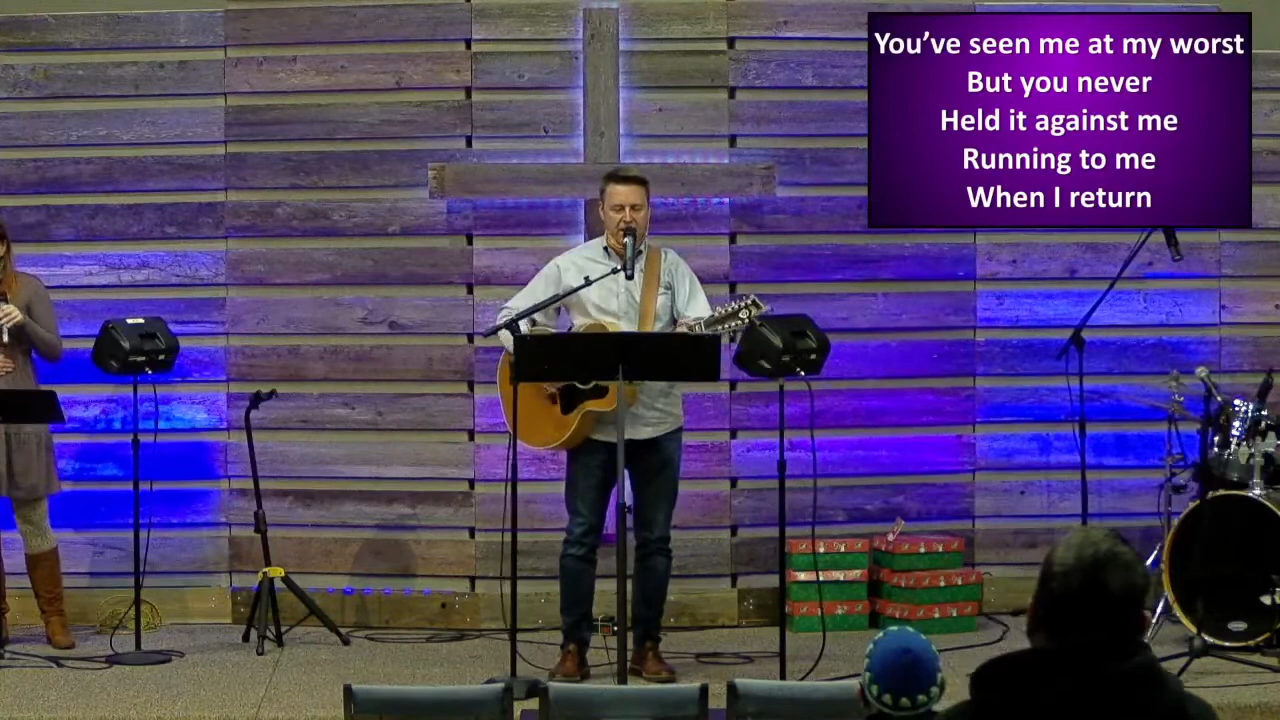 You’ve seen me at my worst
But you never
Held it against me
Running to me
When I return